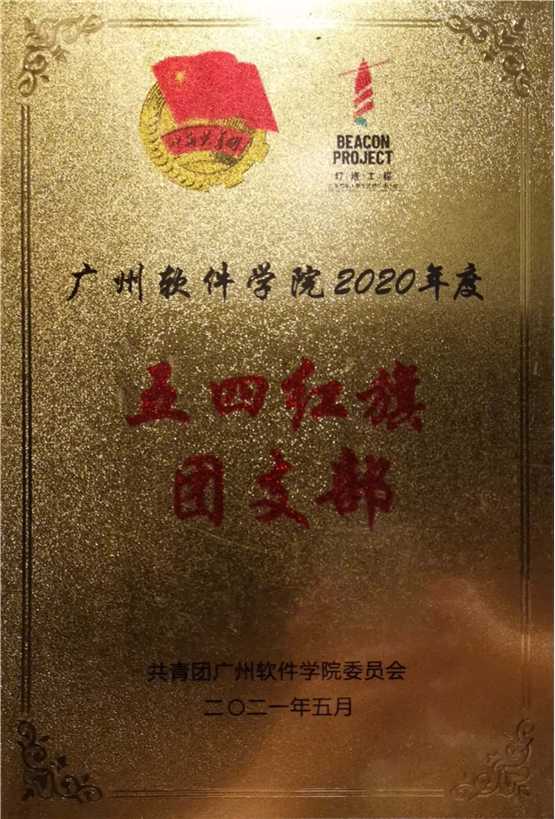 中国共青团
BEACON
PROJECT
灯塔工程
广州软件学院2020年度
五四红旗
团支部
共青团广州软件学院委员会
二〇二一年五月